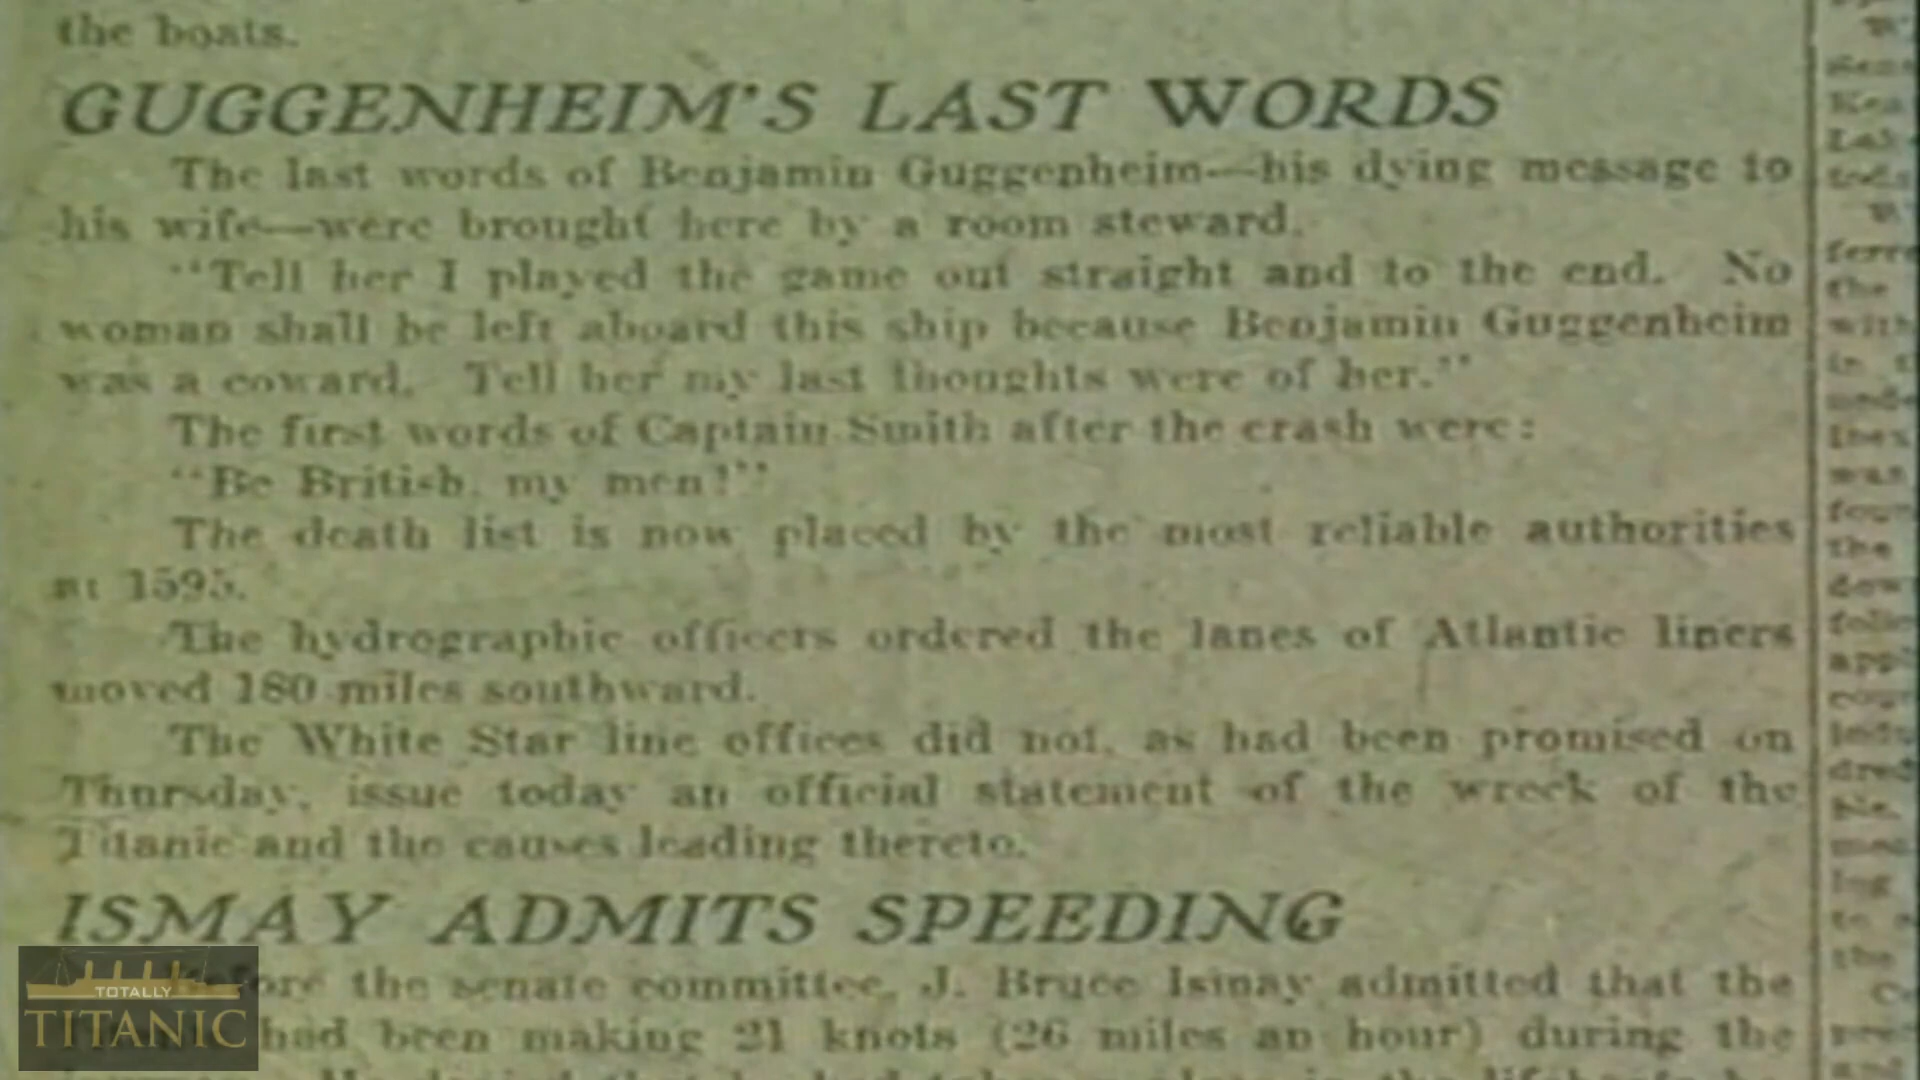 the boats.
GUGGENHEIM'S LAST WORDS
The last words of Benjamin Guggenheim—his dying message to
his wife—were brought here by a room steward.
"Tell her I played the game out straight and to the end. No
woman shall be left aboard this ship because Benjamin Guggenheim
was a coward. Tell her my last thoughts were of her."
The first words of Captain Smith after the crash were:
"Be British, my men!"
The death list is now placed by the most reliable authorities
at 1595.
The hydrographic officers ordered the lanes of Atlantic liners
moved 180 miles southward.
The White Star line offices did not, as had been promised on
Thursday, issue today an official statement of the wreck of the
Titanic and the causes leading thereto.
ISMAY ADMITS SPEEDING
Before the senate committee, J. Bruce Ismay admitted that the
had been making 21 knots (26 miles an hour) during the
TOTALLY
TITANIC